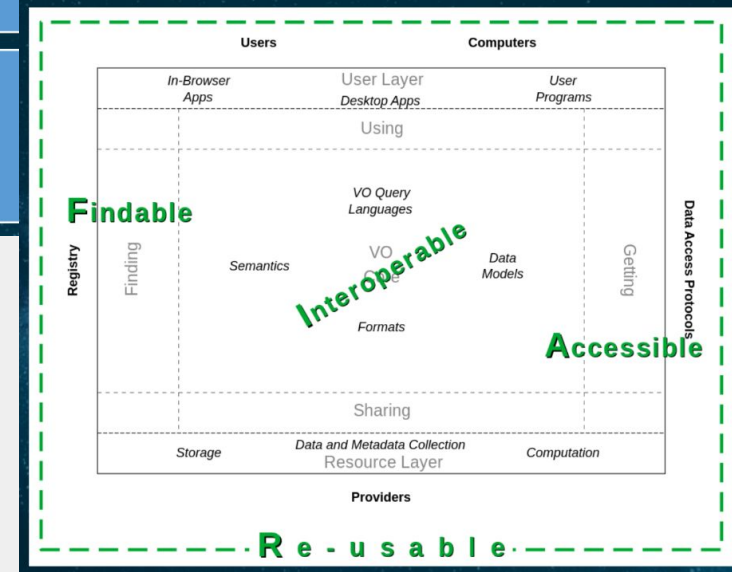 Users
Computers
In-Browser
Apps
User Layer
Desktop Apps
User
Programs
Using
Findable
VO Query
Languages
Registry
Finding
Semantics
VO
Core
Interoperable
Data
Models
Getting
Data Access Protocols
Formats
Accessible
Sharing
Storage
Data and Metadata Collection
Resource Layer
Computation
Providers
Re-usable